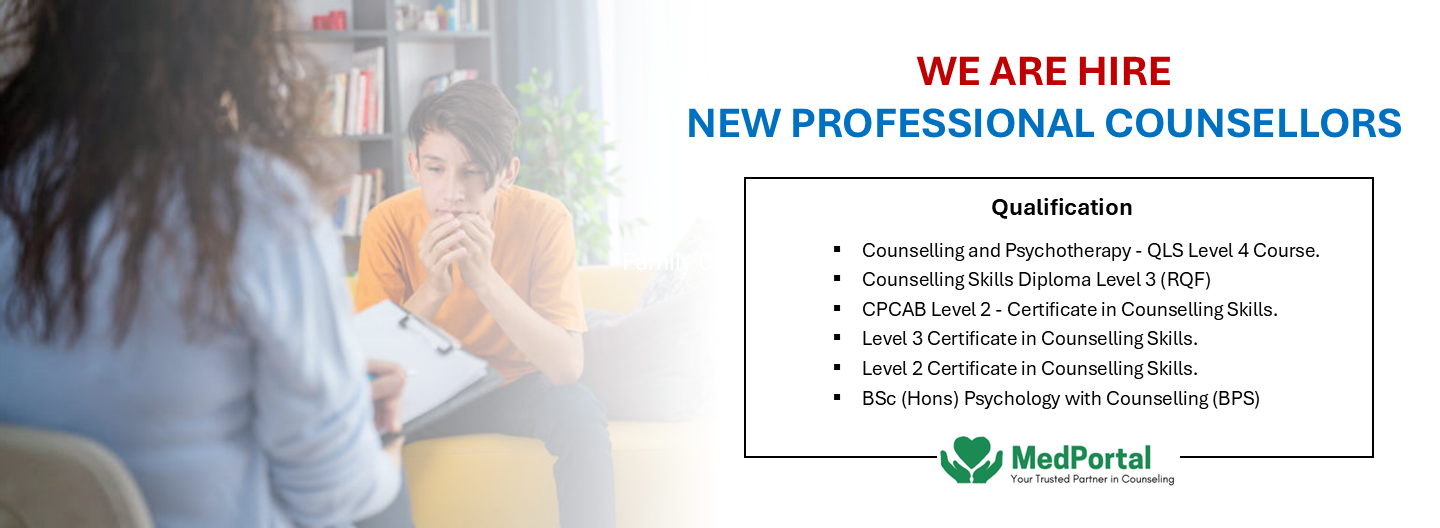 WE ARE HIRE
NEW PROFESSIONAL COUNSELLORS
Family
Qualification
▪ Counselling and Psychotherapy - QLS Level 4 Course.
▪ Counselling Skills Diploma Level 3 (RQF)
▪ CPCAB Level 2 - Certificate in Counselling Skills.
▪ Level 3 Certificate in Counselling Skills.
▪ Level 2 Certificate in Counselling Skills.
▪ BSc (Hons) Psychology with Counselling (BPS)
MedPortal
Your Trusted Partner in Counseling